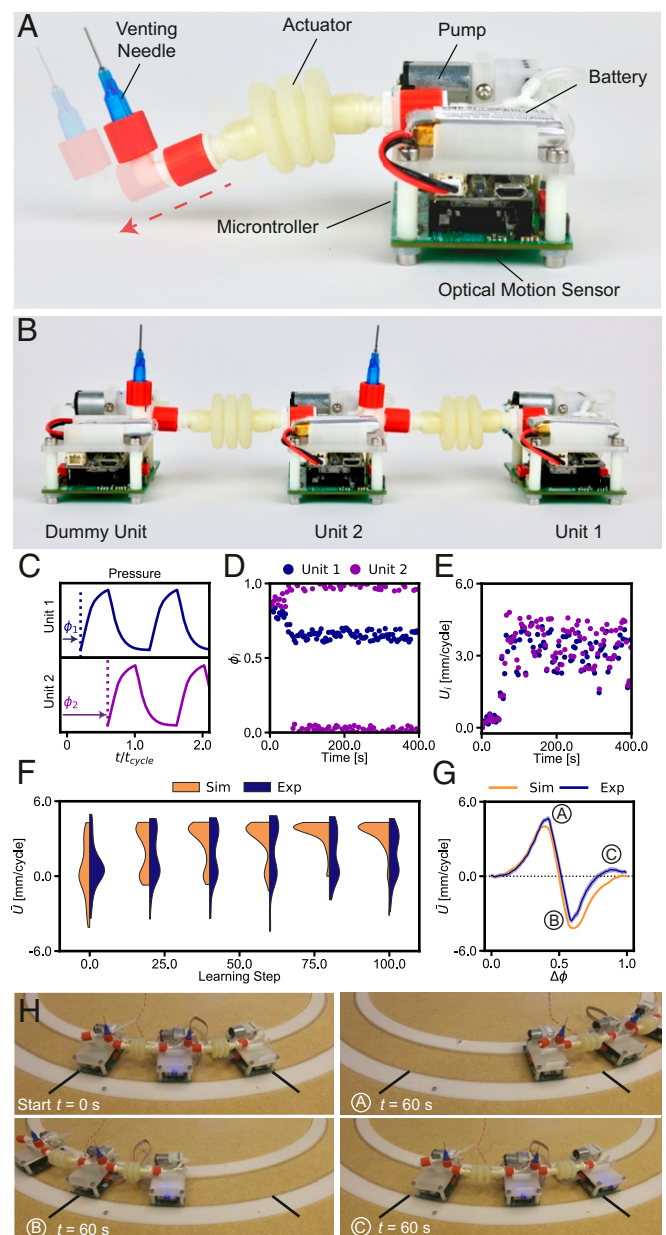 A
Venting
Needle
Actuator
Pump
Battery
Microntroller
Optical Motion Sensor
B
Dummy Unit
Unit 2
Unit 1
C
Pressure
Unit 1
ϕ1
Unit 2
ϕ2
0
1.0
2.0
t/tcycle
D
Unit 1
Unit 2
1.0
0.5
0.0
ϕi
0.0
200.0
400.0
Time [s]
E
6.0
3.0
0.0
Ui [mm/cycle]
0.0
200.0
400.0
Time [s]
F
Sim
Exp
6.0
0.0
-6.0
Ū [mm/cycle]
0.0
25.0
50.0
75.0
100.0
Learning Step
G
Sim
Exp
6.0
0.0
-6.0
Ū [mm/cycle]
A
B
C
0.0
0.5
1.0
Δϕ
H
Start t = 0 s
A t = 60 s
B t = 60 s
C t = 60 s